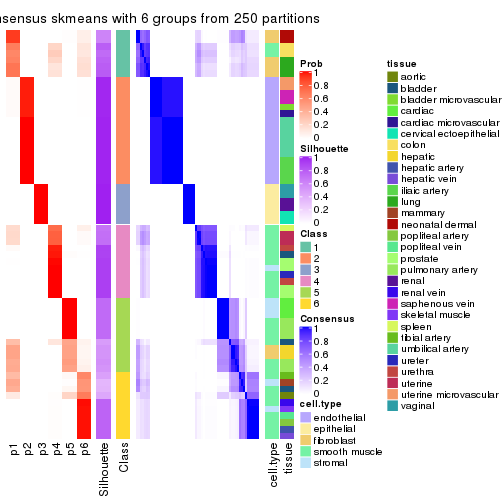 nsensus skmeans with 6 groups from 250 partitions
Prob
1
0.8
0.6
0.4
0.2
0
Silhouette
1
0.8
0.6
0.4
0.2
0
Class
1
2
3
4
5
6
Consensus
1
0.8
0.6
0.4
0.2
0
cell.type
endothelial
epithelial
fibroblast
smooth muscle
stromal
tissue
aortic
bladder
bladder microvascular
cardiac
cardiac microvascular
cervical ectoepithelial
colon
hepatic
hepatic artery
hepatic vein
iliaic artery
lung
mammary
neonatal dermal
popliteal artery
popliteal vein
prostate
pulmonary artery
renal
renal vein
saphenous vein
skeletal muscle
spleen
tibial artery
umbilical artery
ureter
urethra
uterine
uterine microvascular
vaginal
p1
p2
p3
p4
p5
p6
Silhouette
Class
cell.type
tissue